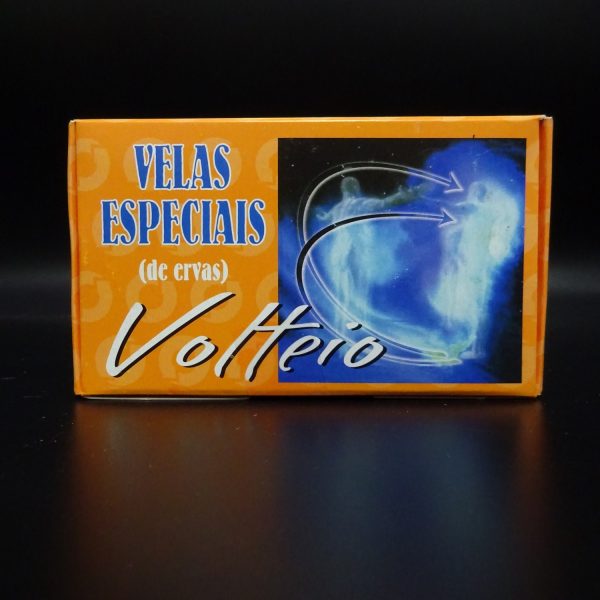 VELAS
ESPECIAIS
(de ervas)
Volteio